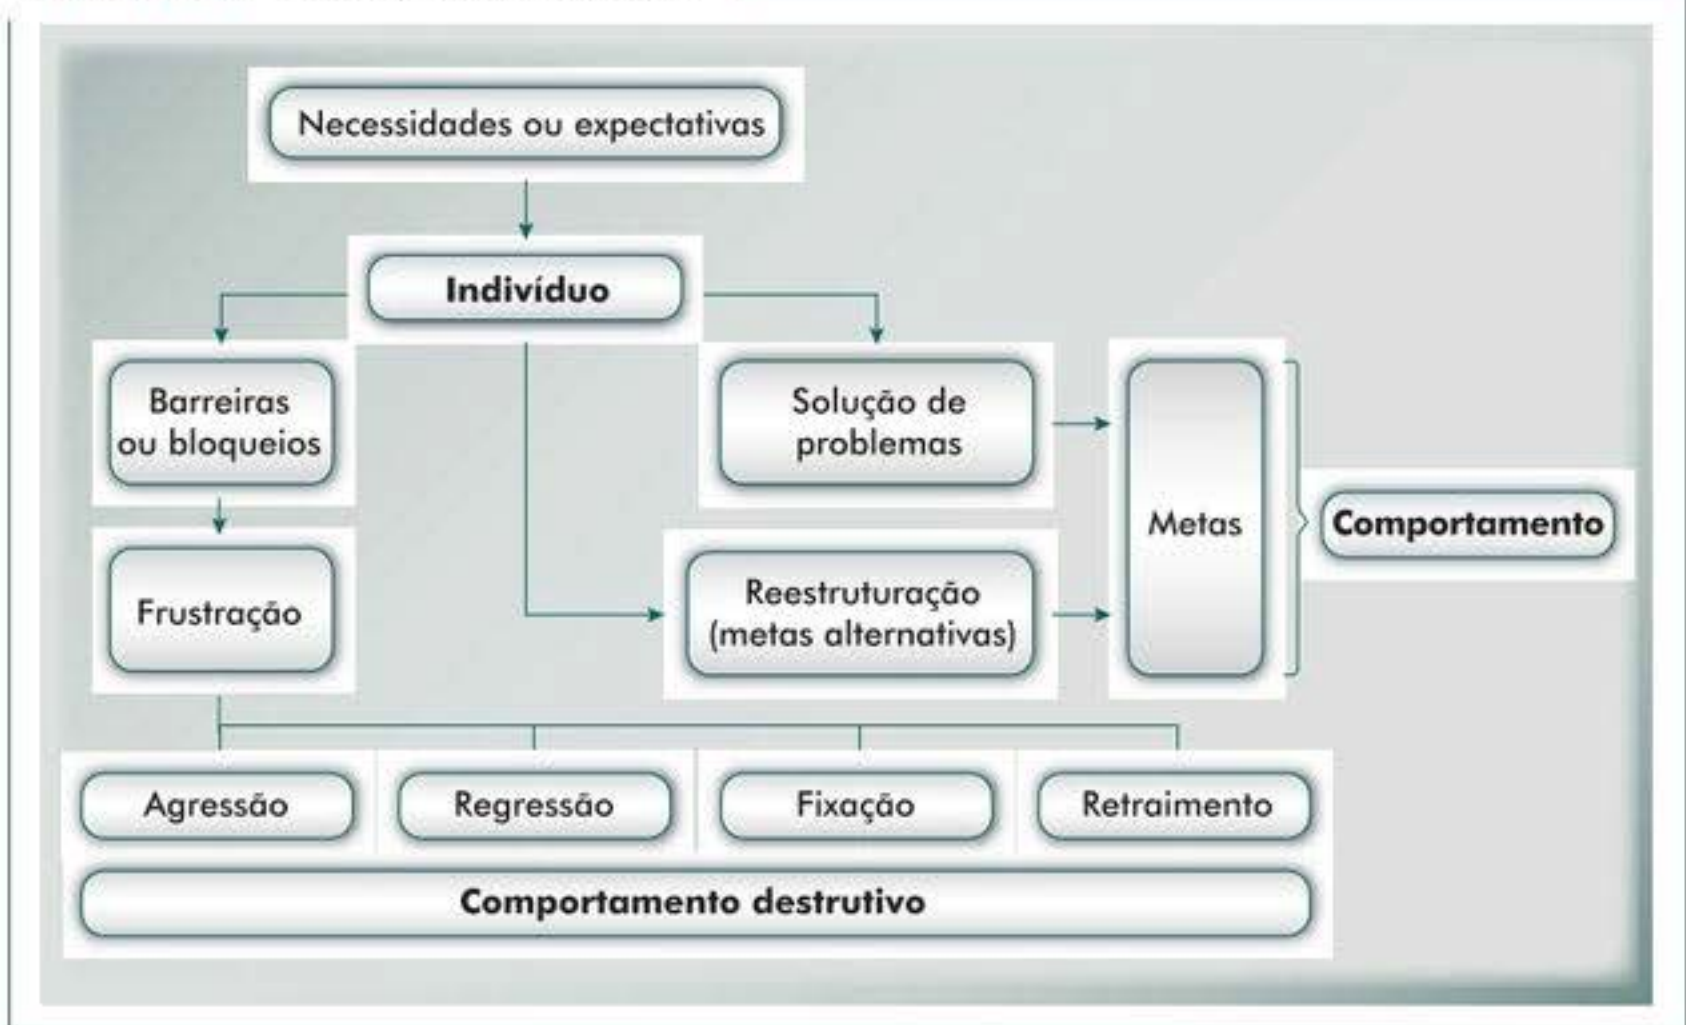 Necessidades ou expectativas
Indivíduo
Barreiras
ou bloqueios
Solução de
problemas
Metas
Comportamento
Frustração
Reestruturação
(metas alternativas)
Agressão
Regressão
Fixação
Retraimento
Comportamento destrutivo